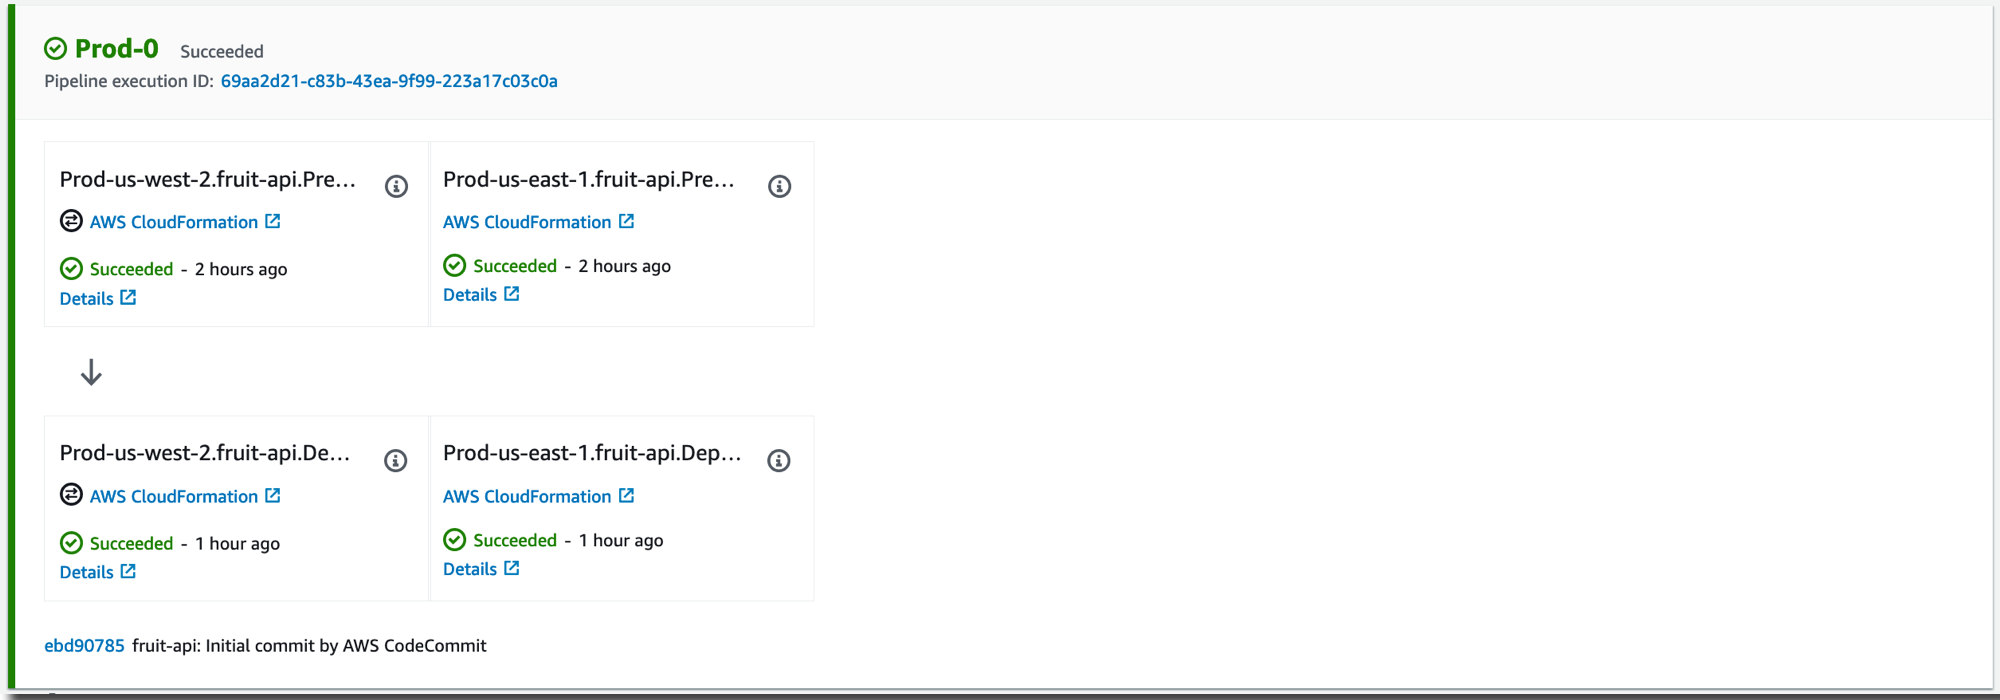 Prod-0 Succeeded
Pipeline execution ID: 69aa2d21-c83b-43ea-9f99-223a17c03c0a
Prod-us-west-2.fruit-api.Pre...
AWS CloudFormation
Succeeded - 2 hours ago
Details
Prod-us-east-1.fruit-api.Pre...
AWS CloudFormation
Succeeded - 2 hours ago
Details
Prod-us-west-2.fruit-api.De...
AWS CloudFormation
Succeeded - 1 hour ago
Details
Prod-us-east-1.fruit-api.Dep...
AWS CloudFormation
Succeeded - 1 hour ago
Details
ebd90785 fruit-api: Initial commit by AWS CodeCommit